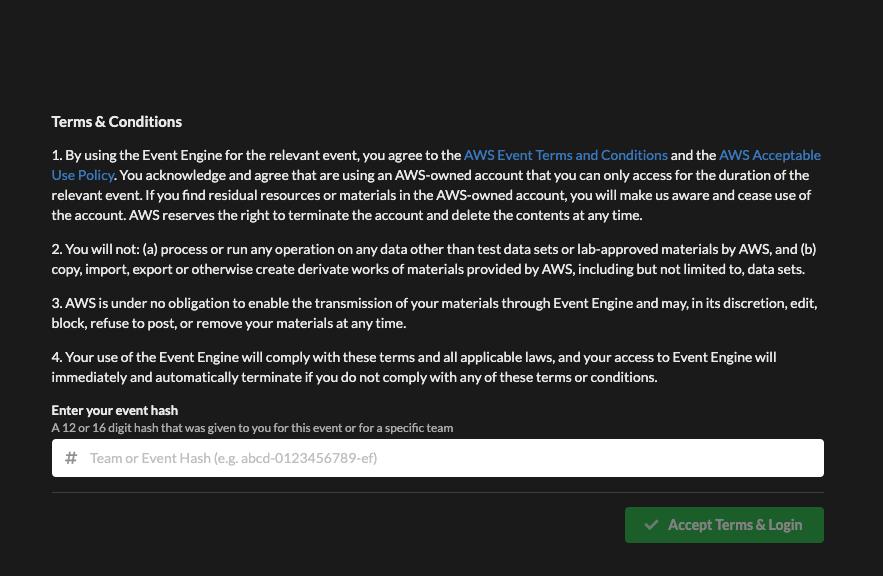 Terms & Conditions
1. By using the Event Engine for the relevant event, you agree to the AWS Event Terms and Conditions and the AWS Acceptable
Use Policy. You acknowledge and agree that are using an AWS-owned account that you can only access for the duration of the
relevant event. If you find residual resources or materials in the AWS-owned account, you will make us aware and cease use of
the account. AWS reserves the right to terminate the account and delete the contents at any time.
2. You will not: (a) process or run any operation on any data other than test data sets or lab-approved materials by AWS, and (b)
copy, import, export or otherwise create derivate works of materials provided by AWS, including but not limited to, data sets.
3. AWS is under no obligation to enable the transmission of your materials through Event Engine and may, in its discretion, edit,
block, refuse to post, or remove your materials at any time.
4. Your use of the Event Engine will comply with these terms and all applicable laws, and your access to Event Engine will
immediately and automatically terminate if you do not comply with any of these terms or conditions.
Enter your event hash
A 12 or 16 digit hash that was given to you for this event or for a specific team
# Team or Event Hash (e.g. abcd-0123456789-ef)
Accept Terms & Login